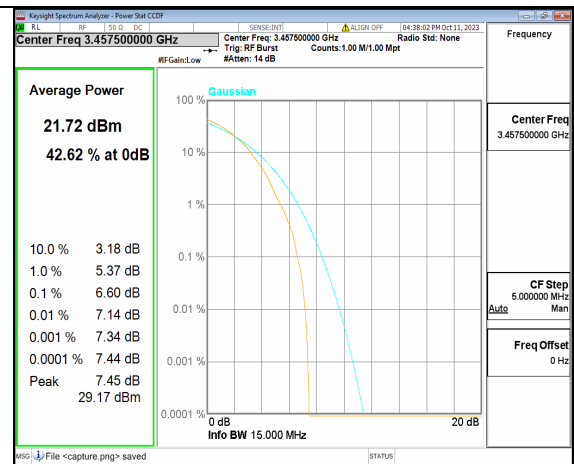 Keysight Spectrum Analyzer - Power Stat CCDF
RL RF 50 Ω DC SENSE:INT ALIGN OFF 04:38:02 PM Oct 11, 2023
Center Freq 3.457500000 GHz
Center Freq: 3.457500000 GHz Radio Std: None
Trig: RF Burst Counts:1.00 M/1.00 Mpt
#IFGain:Low #Atten: 14 dB
Average Power
21.72 dBm
42.62 % at 0dB
10.0 % 3.18 dB
1.0 % 5.37 dB
0.1 % 6.60 dB
0.01 % 7.14 dB
0.001 % 7.34 dB
0.0001 % 7.44 dB
Peak 7.45 dB
29.17 dBm
Gaussian
100 %
10 %
1 %
0.1 %
0.01 %
0.001 %
0.0001 %
0 dB 20 dB
Info BW 15.000 MHz
Frequency
Center Freq
3.457500000 GHz
CF Step
5.000000 MHz
Auto Man
Freq Offset
0 Hz
MSG File <capture.png> saved STATUS